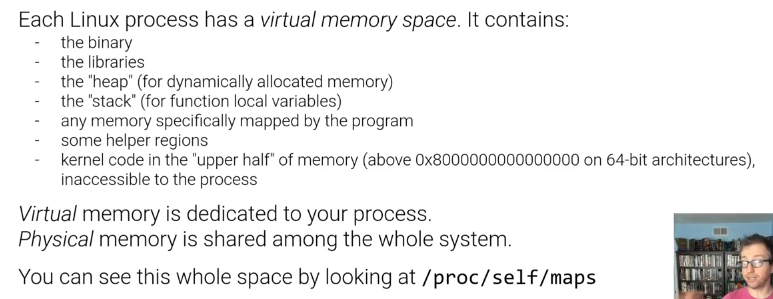 Each Linux process has a virtual memory space. It contains:
- the binary
- the libraries
- the "heap" (for dynamically allocated memory)
- the "stack" (for function local variables)
- any memory specifically mapped by the program
- some helper regions
- kernel code in the "upper half" of memory (above 0x8000000000000000 on 64-bit architectures),
inaccessible to the process
Virtual memory is dedicated to your process.
Physical memory is shared among the whole system.
You can see this whole space by looking at /proc/self/maps